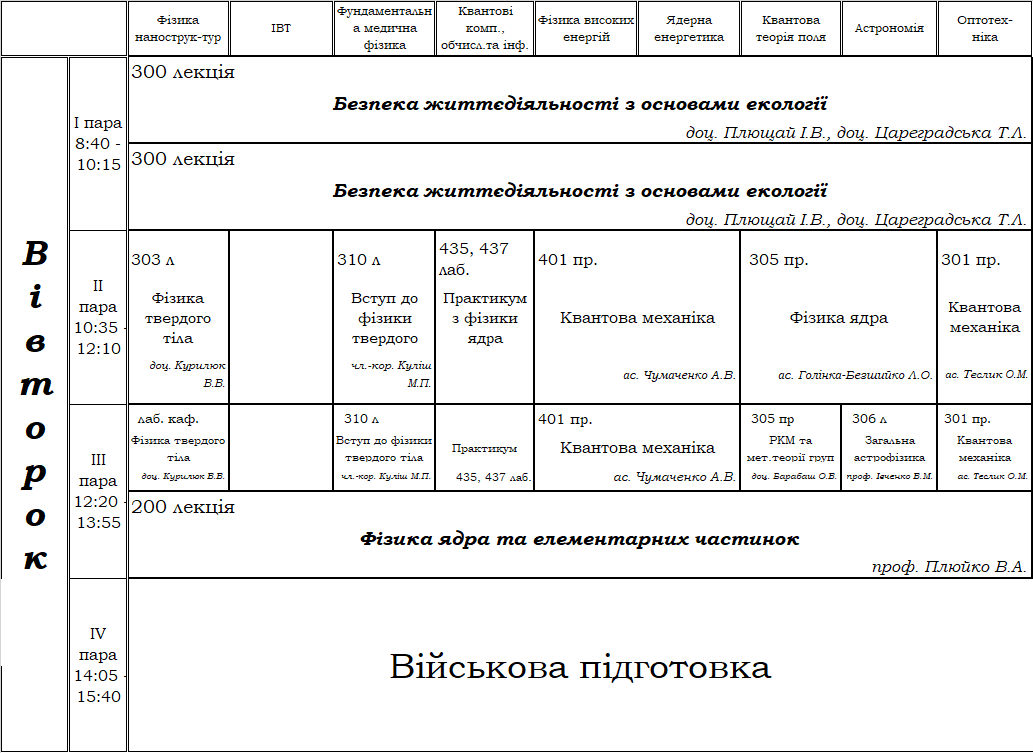 Фізика
нанострук-тур
ІВТ
Фундаментальн
а медична
фізика
Квантові
комп.,
обчисл.та інф.
Фізика високих
енергій
Ядерна
енергетика
Квантова
теорія поля
Астрономія
Оптотех-
ніка
Вівторок
І пара
8:40 -
10:15
300 лекція
Безпека життєдіяльності з основами екології
доц. Плющай І.В., доц. Цареградська Т.Л.
300 лекція
Безпека життєдіяльності з основами екології
доц. Плющай І.В., доц. Цареградська Т.Л.
ІІ
пара
10:35 -
12:10
303 л
Фізика
твердого
тіла
доц. Курилюк
В.В.
310 л
Вступ до
фізики
твердого
чл.-кор. Куліш
М.П.
435, 437
лаб.
Практикум
з фізики
ядра
401 пр.
Квантова механіка
ас. Чумаченко А.В.
305 пр.
Фізика ядра
ас. Голінка-Безшийко Л.О.
301 пр.
Квантова
механіка
ас. Теслик О.М.
ІІІ
пара
12:20 -
13:55
лаб. каф.
Фізика твердого
тіла
доц. Курилюк В.В.
310 л
Вступ до фізики
твердого тіла
чл.-кор. Куліш М.П.
Практикум
435, 437 лаб.
401 пр.
Квантова механіка
ас. Чумаченко А.В.
305 пр
РКМ та
мет.теорії груп
доц. Барабаш О.В.
306 л
Загальна
астрофізика
проф. Івченко В.М.
301 пр.
Квантова
механіка
ас. Теслик О.М.
200 лекція
Фізика ядра та елементарних частинок
проф. Плюйко В.А.
IV
пара
14:05 -
15:40
Військова підготовка